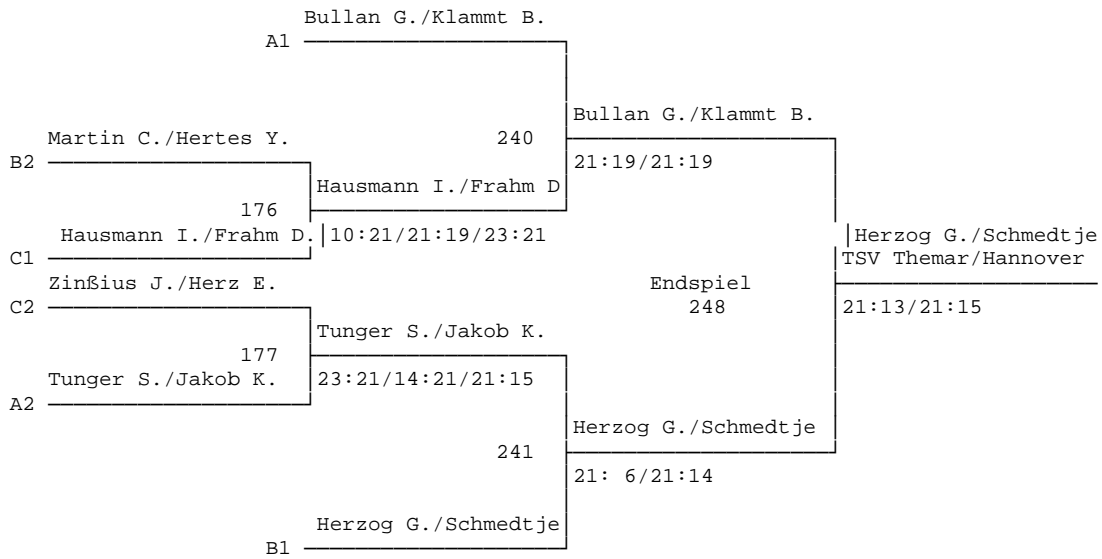 Bullan G./Klammt B.
A1
Bullan G./Klammt B.
Martin C./Hertes Y. 240
B2 21:19/21:19
Hausmann I./Frahm D
176
Hausmann I./Frahm D. 10:21/21:19/23:21 Herzog G./Schmedtje
C1 TSV Themar/Hannover
Zinßius J./Herz E. Endspiel
C2 248 21:13/21:15
Tunger S./Jakob K.
177
Tunger S./Jakob K. 23:21/14:21/21:15
A2
Herzog G./Schmedtje
241
21: 6/21:14
Herzog G./Schmedtje
B1